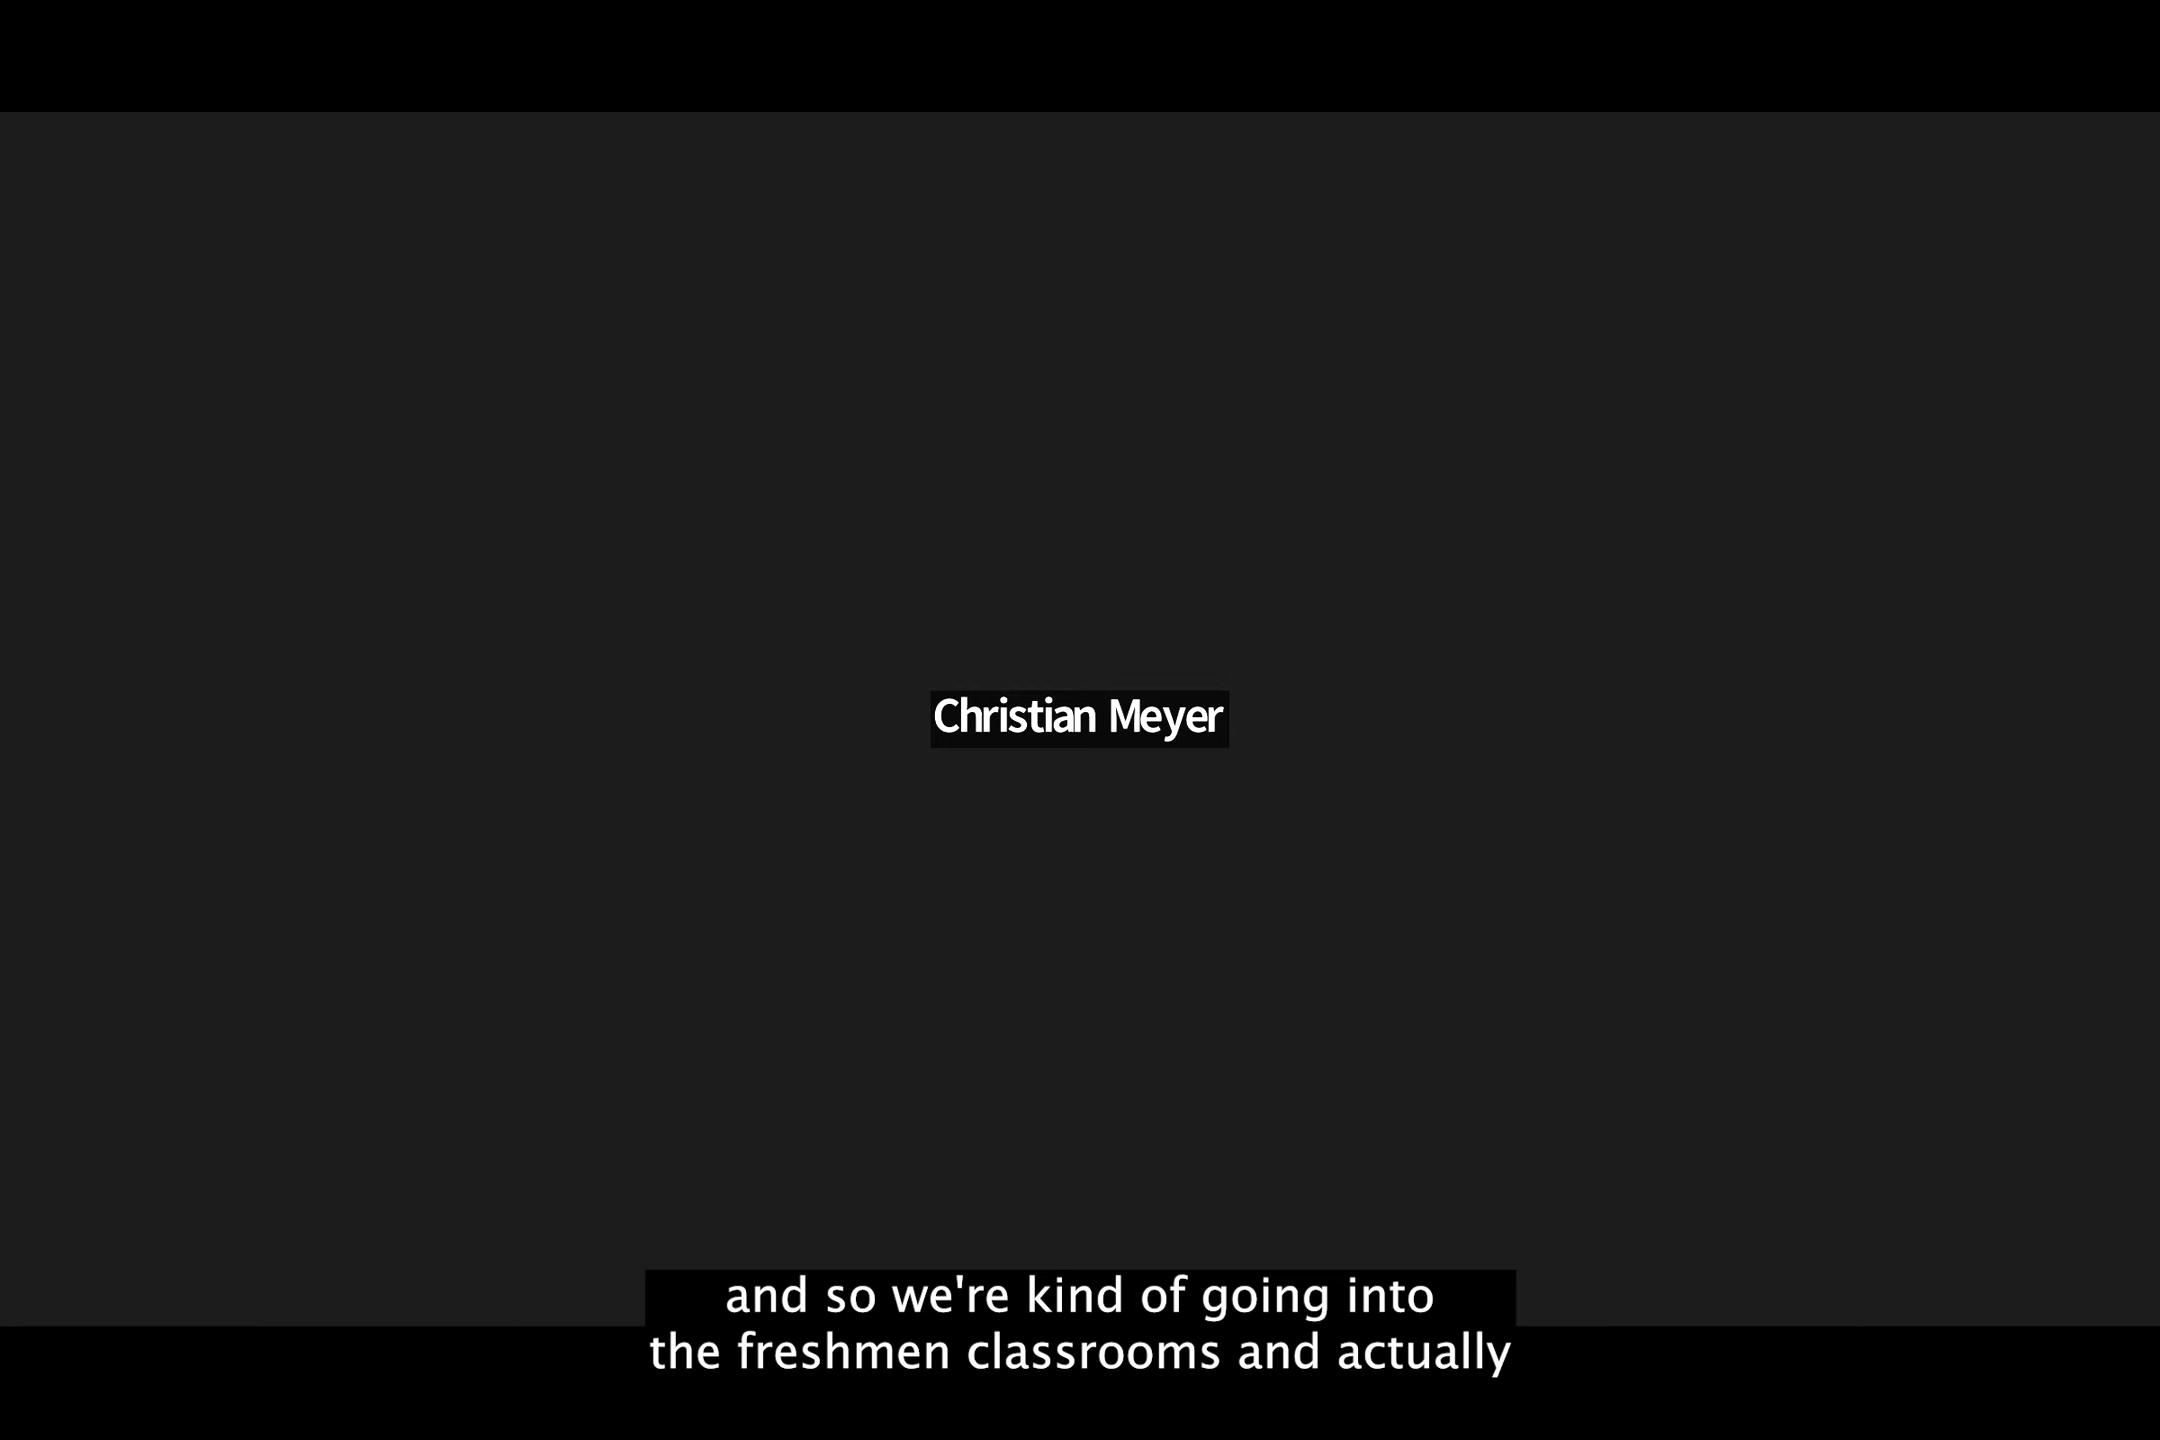 Christian Meyer
and so we're kind of going into
the freshmen classrooms and actually